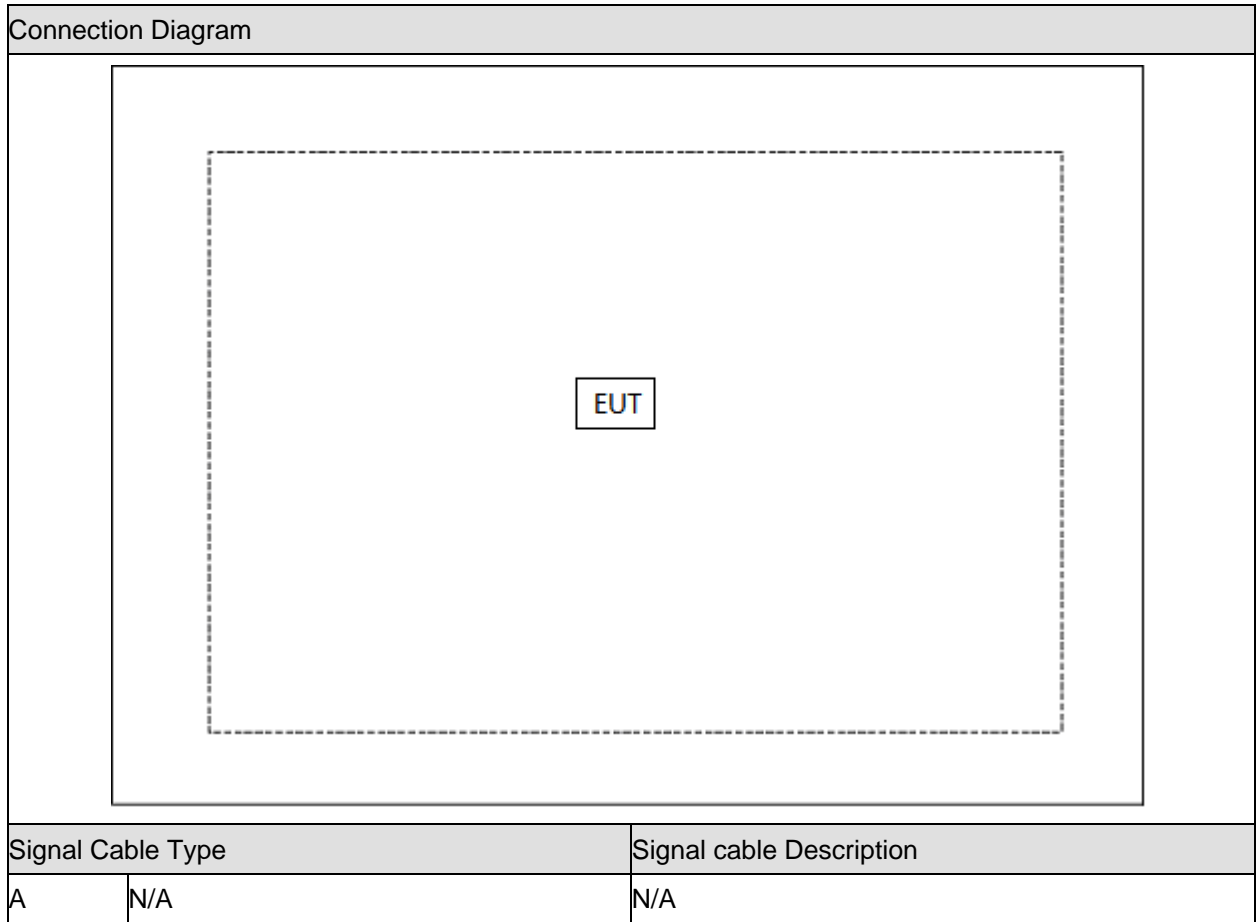 Connection Diagram
EUT
Signal Cable Type Signal cable Description
A N/A N/A